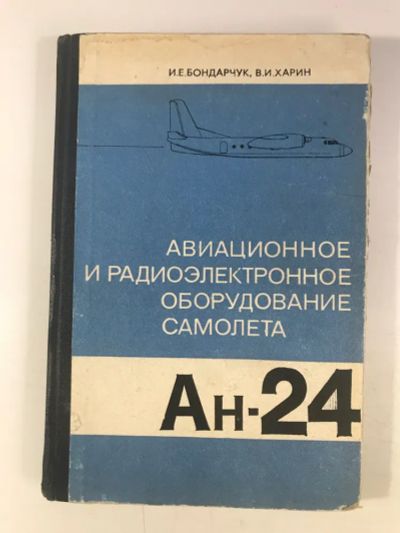 И.Е.БОНДАРЧУК, В.И.ХАРИН
АВИАЦИОННОЕ
И РАДИОЭЛЕКТРОННОЕ
ОБОРУДОВАНИЕ
САМОЛЕТА
Ан-24